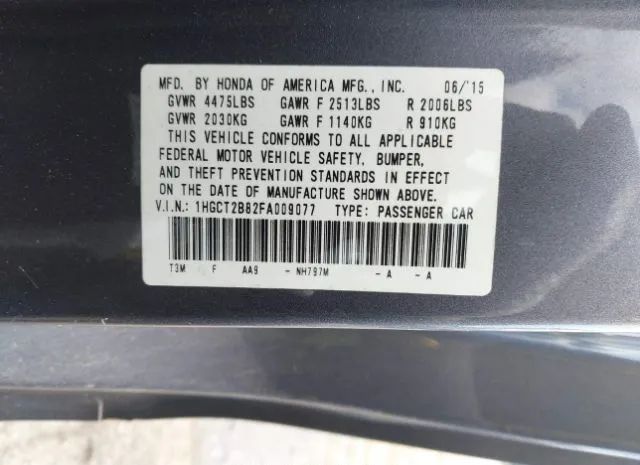 MFD. BY HONDA OF AMERICA MFG., INC. 06/'15
GVWR 4475LBS GAWR F 2513LBS R 2006LBS
GVWR 2030KG GAWR F 1140KG R 910KG
THIS VEHICLE CONFORMS TO ALL APPLICABLE
FEDERAL MOTOR VEHICLE SAFETY, BUMPER,
AND THEFT PREVENTION STANDARDS IN EFFECT
ON THE DATE OF MANUFACTURE SHOWN ABOVE.
V.I.N.: 1HGCT2B82FA009077 TYPE: PASSENGER CAR
T3M F AA9 - NH797M - A - A